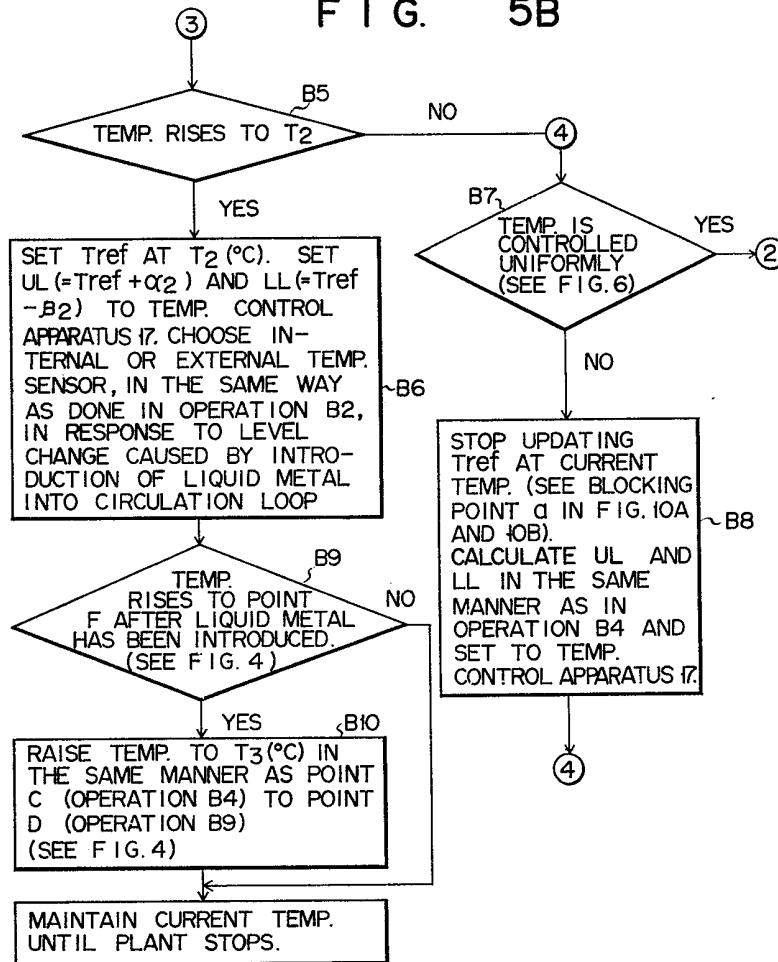 FIG. 5B
3
B5
TEMP. RISES TO T2
NO
4
YES
B7
TEMP. IS
CONTROLLED
UNIFORMLY
(SEE FIG.6)
YES
2
NO
SET Tref AT T2 (°C). SET
UL (=Tref +α2) AND LL (=Tref
-β2) TO TEMP. CONTROL
APPARATUS 17. CHOOSE IN-
TERNAL OR EXTERNAL TEMP.
SENSOR, IN THE SAME WAY
AS DONE IN OPERATION B2,
IN RESPONSE TO LEVEL
CHANGE CAUSED BY INTRO-
DUCTION OF LIQUID METAL
INTO CIRCULATION LOOP
B6
STOP UPDATING
Tref AT CURRENT
TEMP. (SEE BLOCKING
POINT a IN FIG. 10A
AND 10B).
CALCULATE UL AND
LL IN THE SAME
MANNER AS IN
OPERATION B4 AND
SET TO TEMP.
CONTROL APPARATUS 17.
B8
4
B9
TEMP.
RISES TO POINT
F AFTER LIQUID METAL
HAS BEEN INTRODUCED.
(SEE FIG. 4)
NO
YES
B10
RAISE TEMP. TO T3 (°C) IN
THE SAME MANNER AS POINT
C (OPERATION B4) TO POINT
D (OPERATION B9)
(SEE FIG. 4)
MAINTAIN CURRENT TEMP.
UNTIL PLANT STOPS.